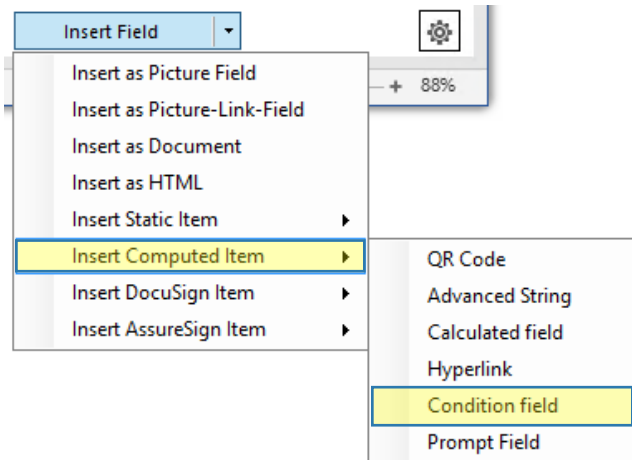 Insert Field
Insert as Picture Field
88%
Insert as Picture-Link-Field
Insert as Document
Insert as HTML
Insert Static Item
Insert Computed Item
Insert DocuSign Item
Insert AssureSign Item
QR Code
Advanced String
Calculated field
Hyperlink
Condition field
Prompt Field